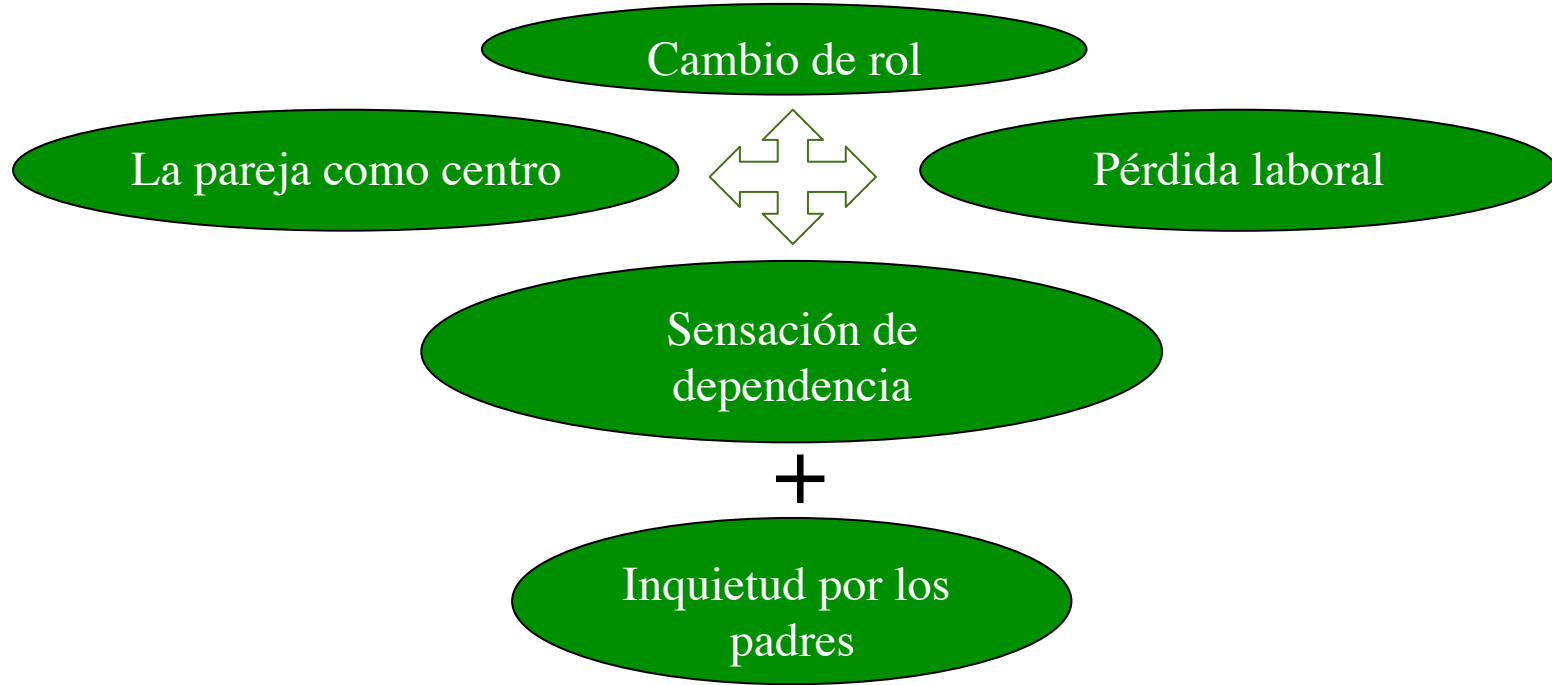 Cambio de rol
La pareja como centro
Pérdida laboral
Sensación de
dependencia
+
Inquietud por los
padres